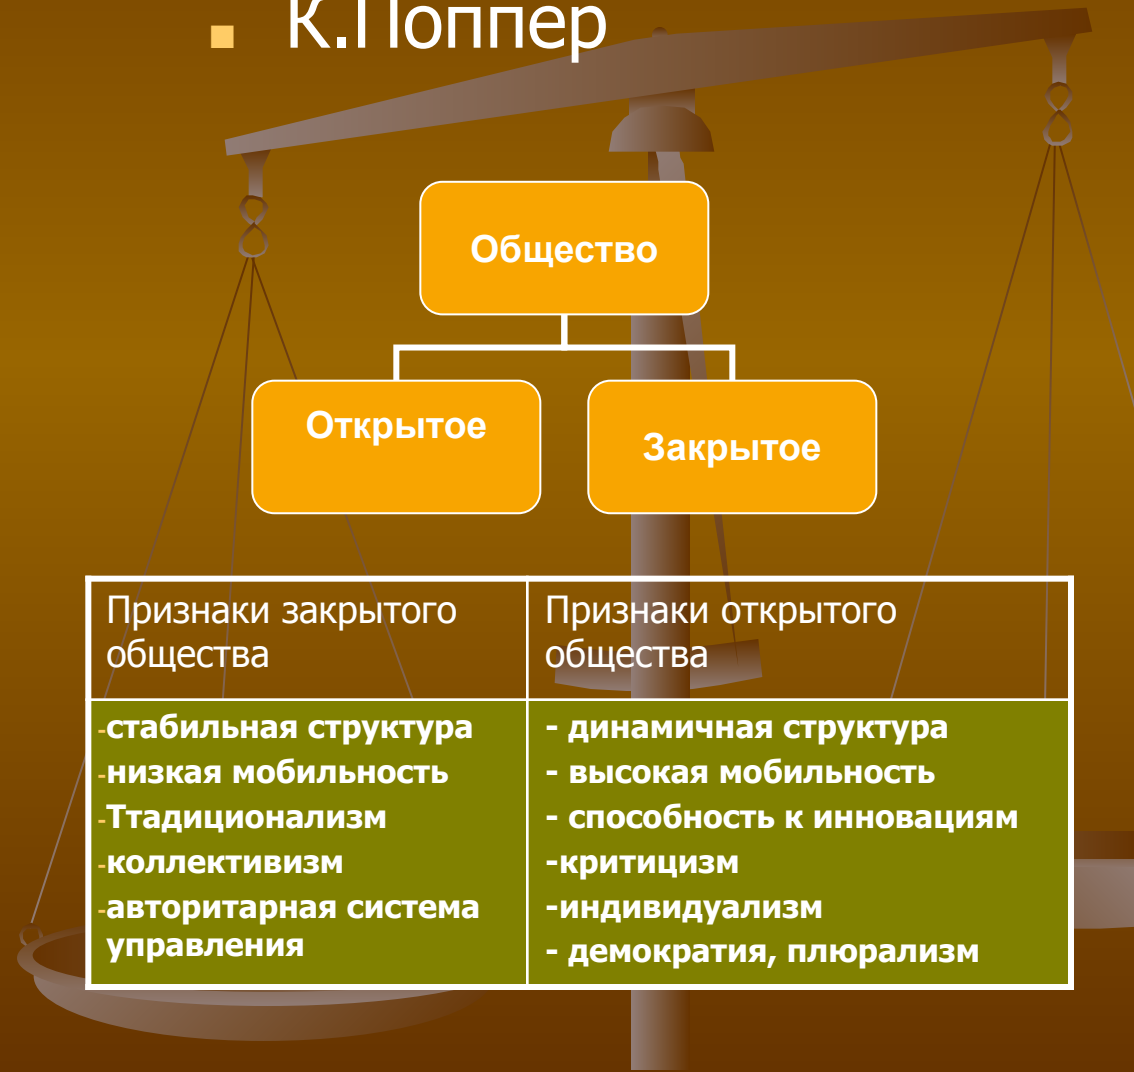 К.Поппер
Общество
Открытое
Закрытое
Признаки закрытого
общества
Признаки открытого
общества
-стабильная структура
-низкая мобильность
-Ттадиционализм
-коллективизм
-авторитарная система
управления
- динамичная структура
- высокая мобильность
- способность к инновациям
-критицизм
-индивидуализм
- демократия, плюрализм